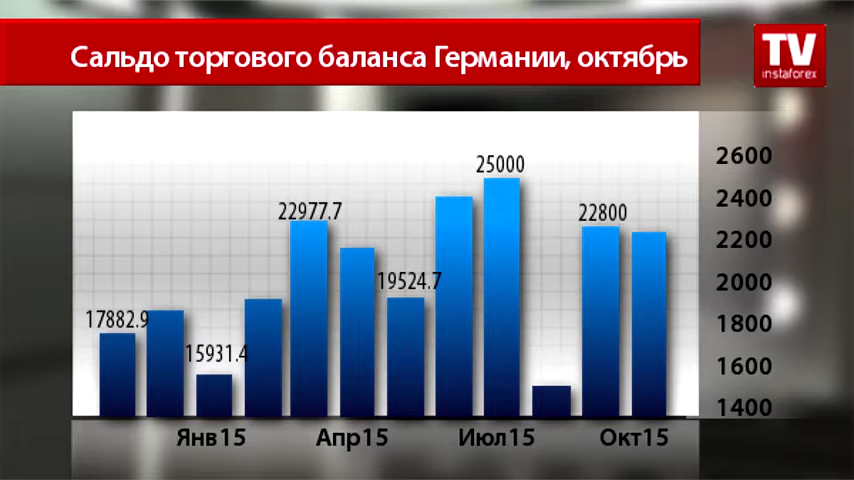 Сальдо торгового баланса Германии, октябрь
TV
instaforex
25000
22977.7
22800
19524.7
17882.9
15931.4
2600
2400
2200
2000
1800
1600
1400
Янв15
Апр15
Июл15
Окт15